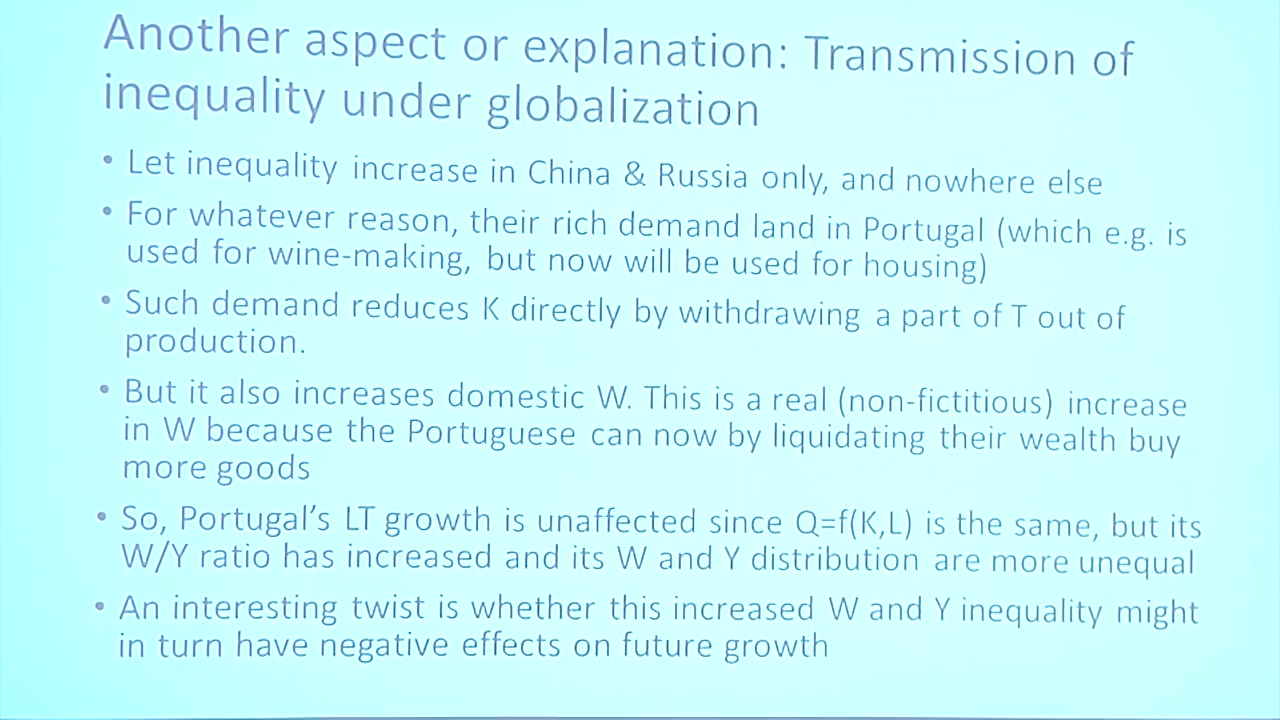 Another aspect or explanation: Transmission of
inequality under globalization
• Let inequality increase in China & Russia only, and nowhere else
• For whatever reason, their rich demand land in Portugal (which e.g. is
used for wine-making, but now will be used for housing)
• Such demand reduces K directly by withdrawing a part of T out of
production.
• But it also increases domestic W. This is a real (non-fictitious) increase
in W because the Portuguese can now by liquidating their wealth buy
more goods
• So, Portugal’s LT growth is unaffected since Q=f(K,L) is the same, but its
W/Y ratio has increased and its W and Y distribution are more unequal
• An interesting twist is whether this increased W and Y inequality might
in turn have negative effects on future growth